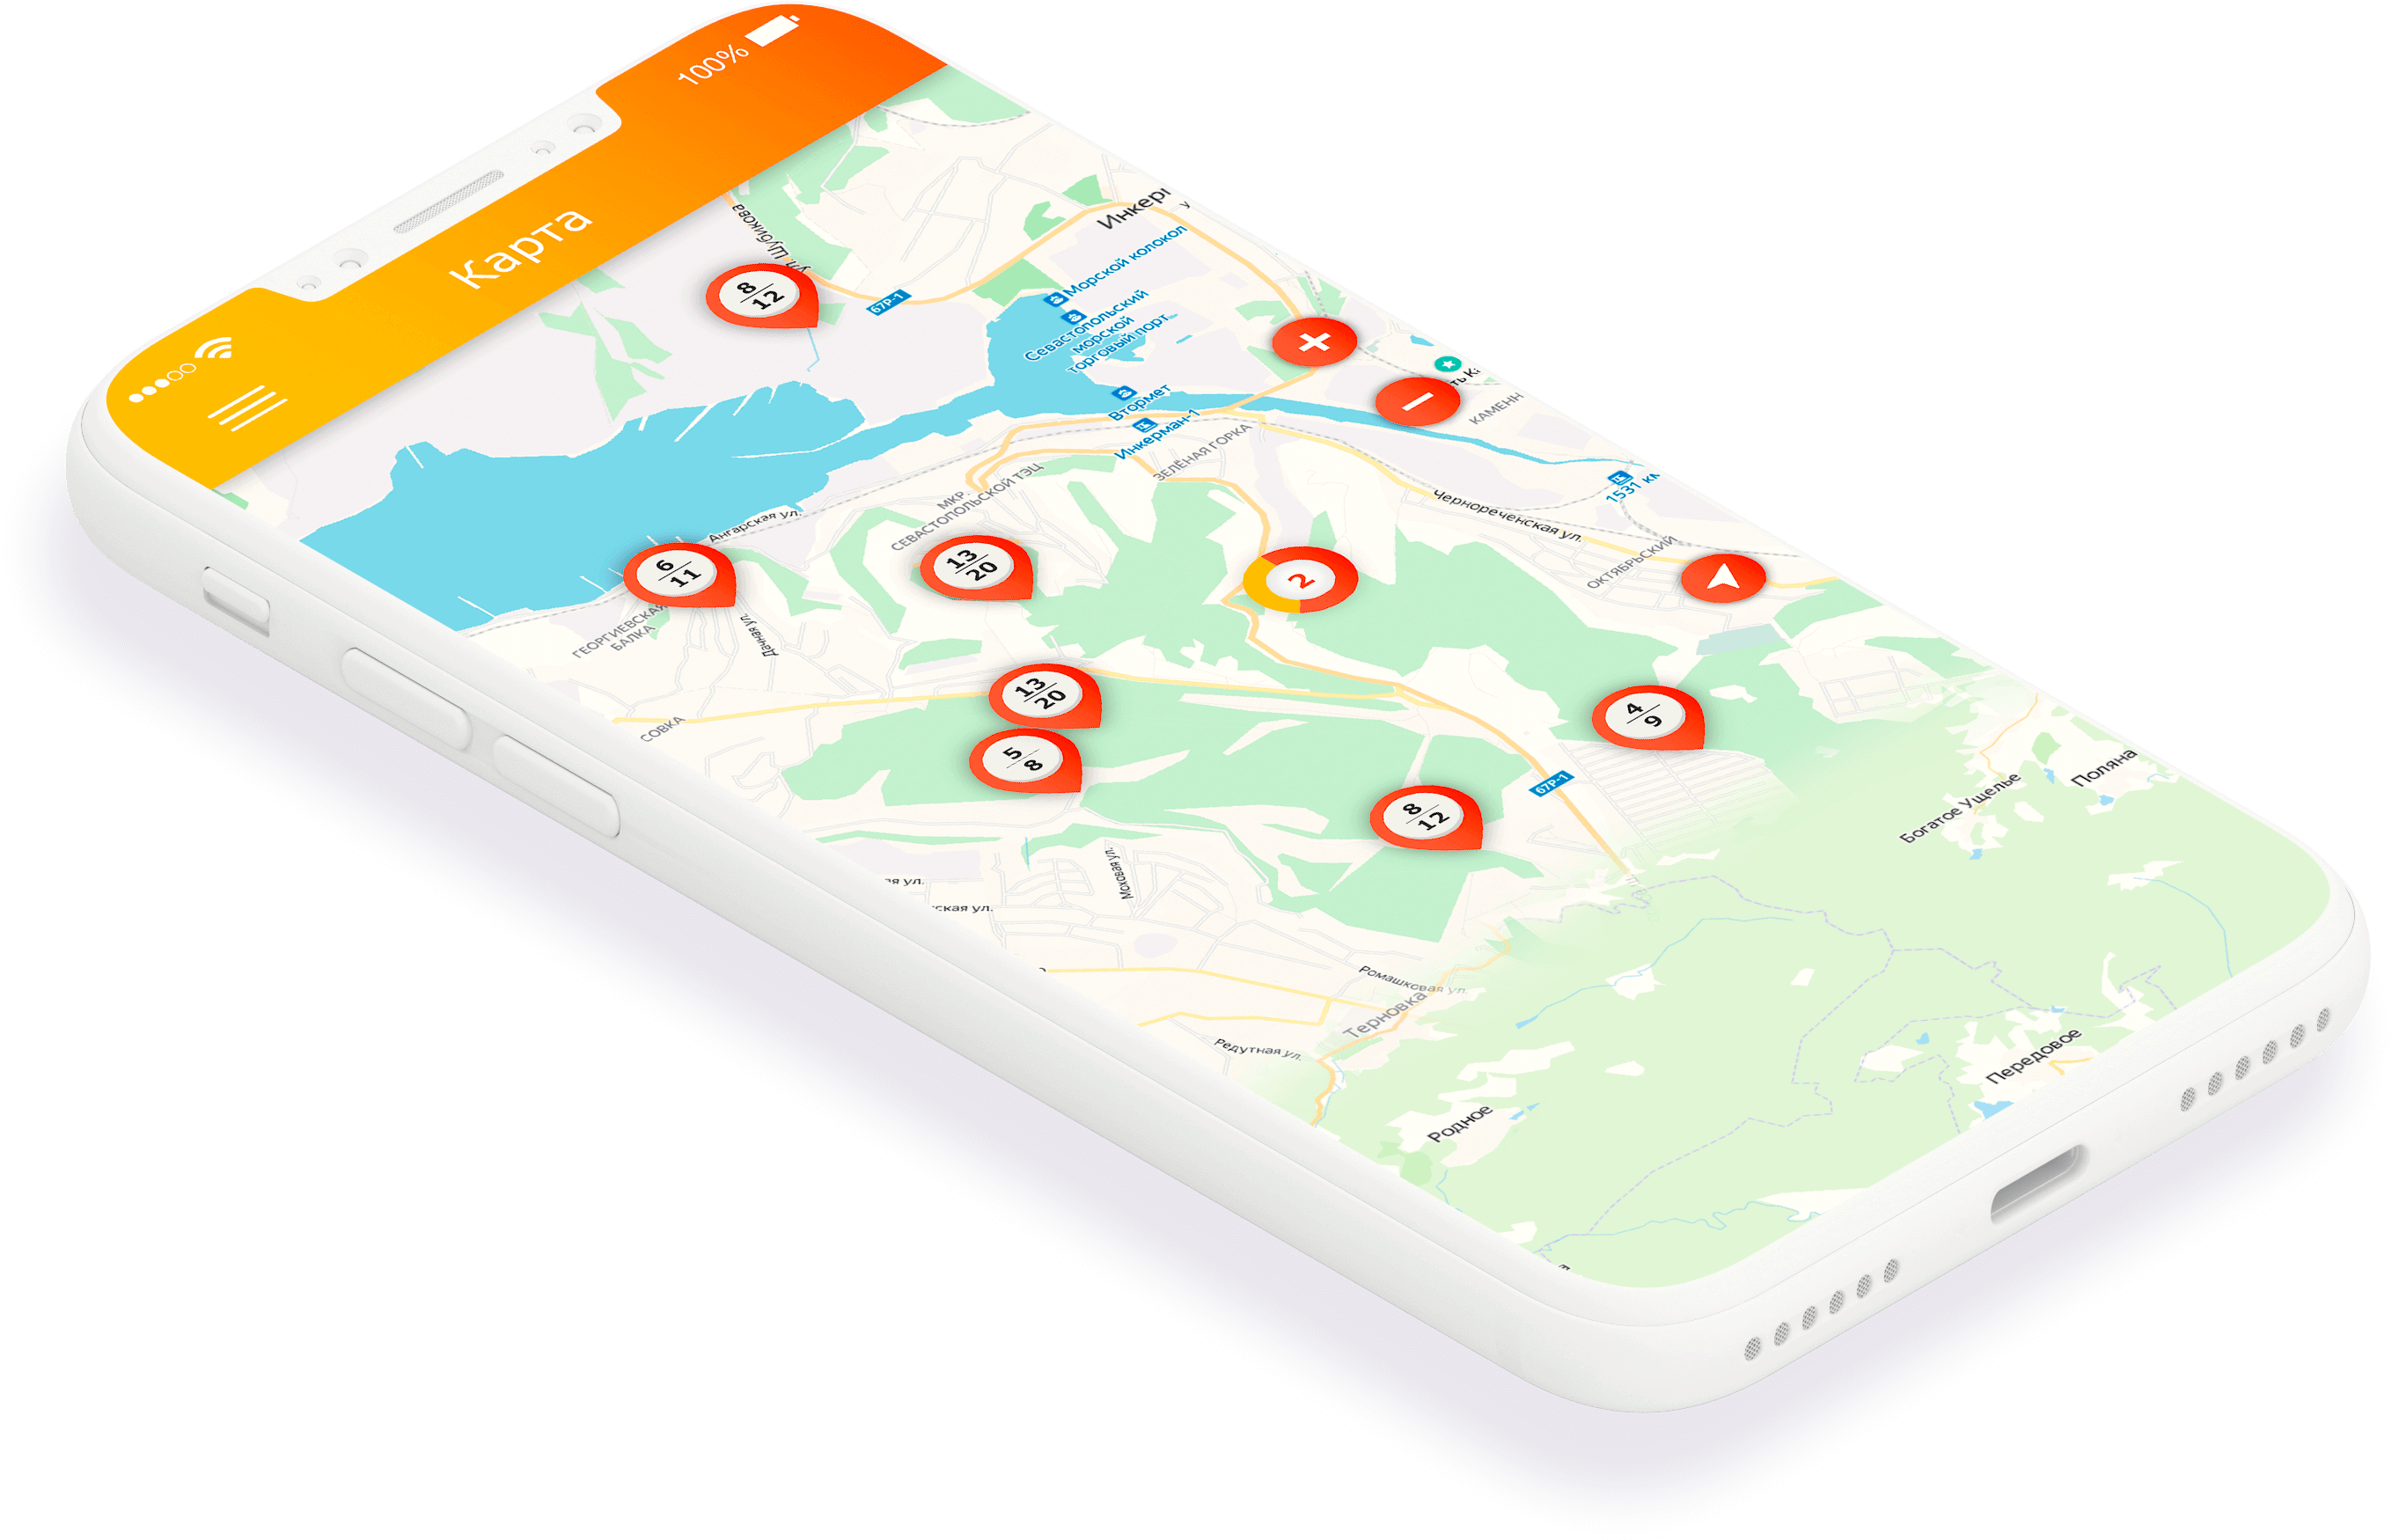 100%
Карта
ул. Шубикова
Инкер
у
67Р-1
Морской колокол
Севастопольский
морской
торговый порт
8
12
+
−
Втормет
Инкерман-1
ЗЕЛЁНАЯ ГОРКА
КАМЕНН
1531 км
МКР.
СЕВАСТОПОЛЬСКОЙ ТЭЦ
Ангарская ул.
Чернореченская ул.
ОКТЯБРЬСКИЙ
6
11
13
20
2
ГЕОРГИЕВСКАЯ
БАЛКА
Дачная ул.
13
20
4
9
СОВКА
5
8
67Р-1
8
12
Поляна
Богатое Ущелье
ая ул.
ская ул.
Моховая ул.
Ромашковая ул.
Терновка
Редутная ул.
Передовое
Родное